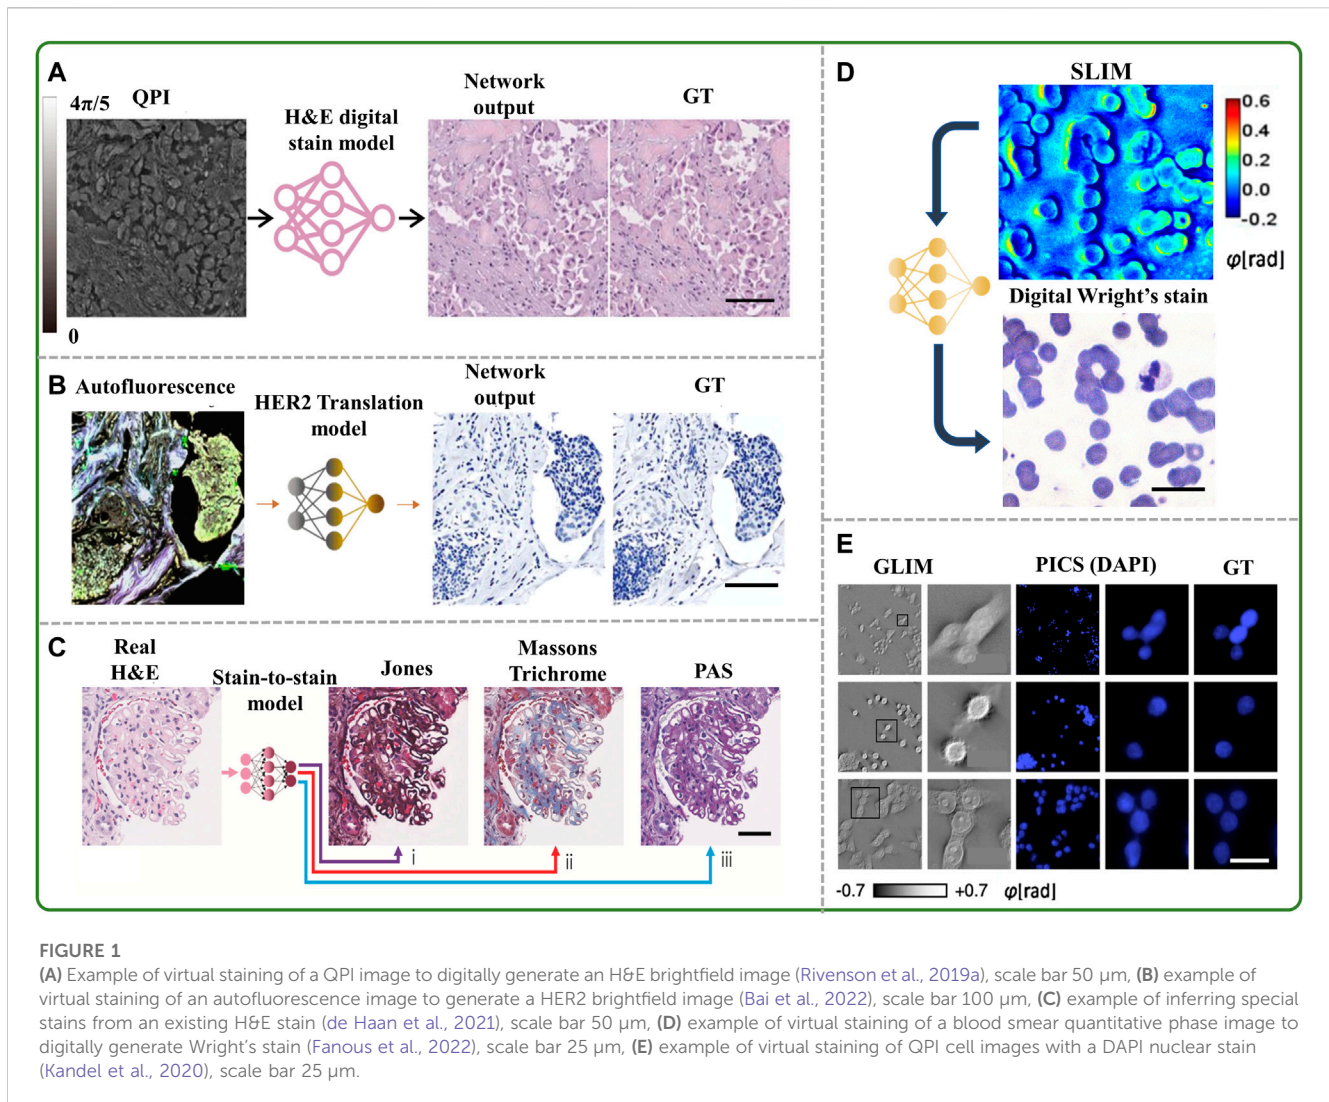 A
QPI
4π/5
0
H&E digital
stain model
Network
output
GT
B
Autofluorescence
HER2 Translation
model
Network
output
GT
C
Real
H&E
Stain-to-stain
model
Jones
Massons
Trichrome
PAS
i
ii
iii
D
SLIM
0.6
0.4
0.2
0.0
-0.2
φ[rad]
Digital Wright’s stain
E
GLIM
PICS (DAPI)
GT
-0.7
+0.7
φ[rad]
FIGURE 1
(A) Example of virtual staining of a QPI image to digitally generate an H&E brightfield image (Rivenson et al., 2019a), scale bar 50 μm, (B) example of
virtual staining of an autofluorescence image to generate a HER2 brightfield image (Bai et al., 2022), scale bar 100 μm, (C) example of inferring special
stains from an existing H&E stain (de Haan et al., 2021), scale bar 50 μm, (D) example of virtual staining of a blood smear quantitative phase image to
digitally generate Wright’s stain (Fanous et al., 2022), scale bar 25 μm, (E) example of virtual staining of QPI cell images with a DAPI nuclear stain
(Kandel et al., 2020), scale bar 25 μm.